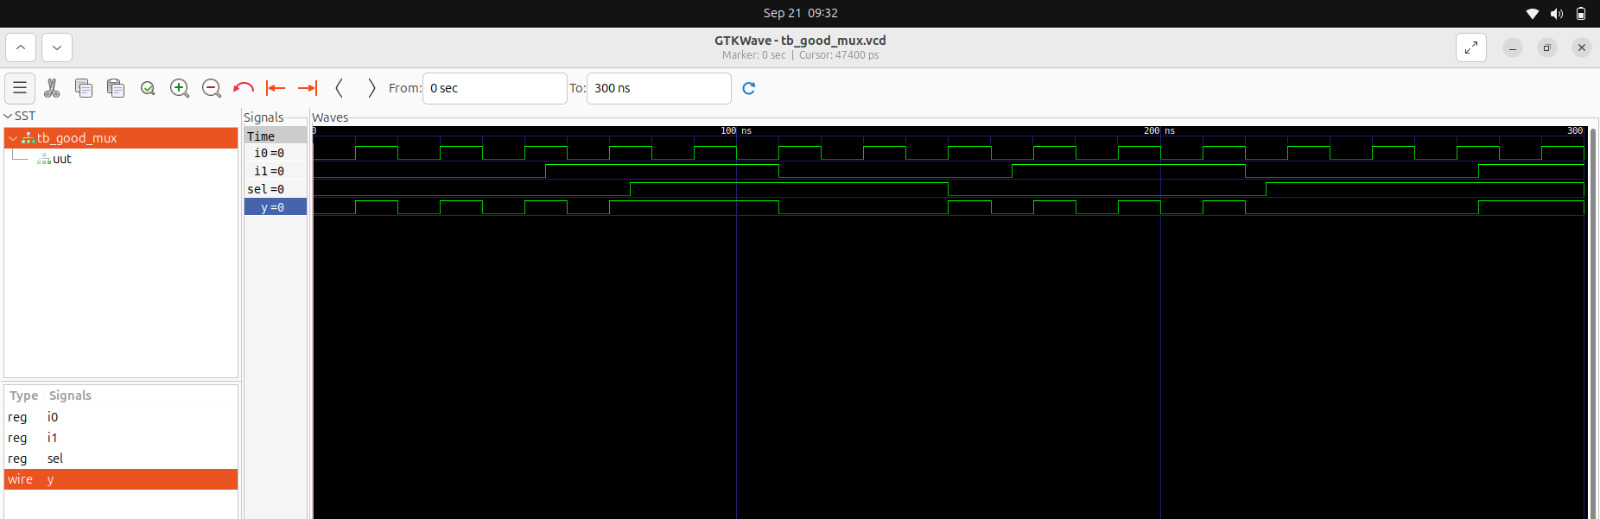 Sep 21 09:32
GTKWave - tb_good_mux.vcd
Marker: 0 sec | Cursor: 47400 ps
From: 0 sec To: 300 ns
SST
tb_good_mux
uut
Type Signals
reg i0
reg i1
reg sel
wire y
Signals
Time
i0 =0
i1 =0
sel =0
y =0
Waves
0 100 ns 200 ns 300